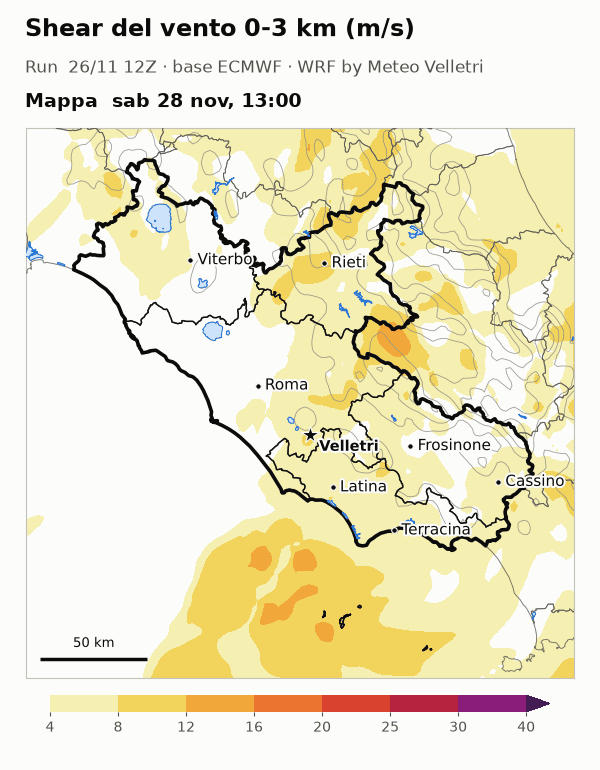 Shear del vento 0-3 km (m/s)
Run 26/11 12Z · base ECMWF · WRF by Meteo Velletri
Mappa sab 28 nov, 13:00
Viterbo
Rieti
Roma
Velletri
Frosinone
Latina
Cassino
Terracina
50 km
4 8 12 16 20 25 30 40